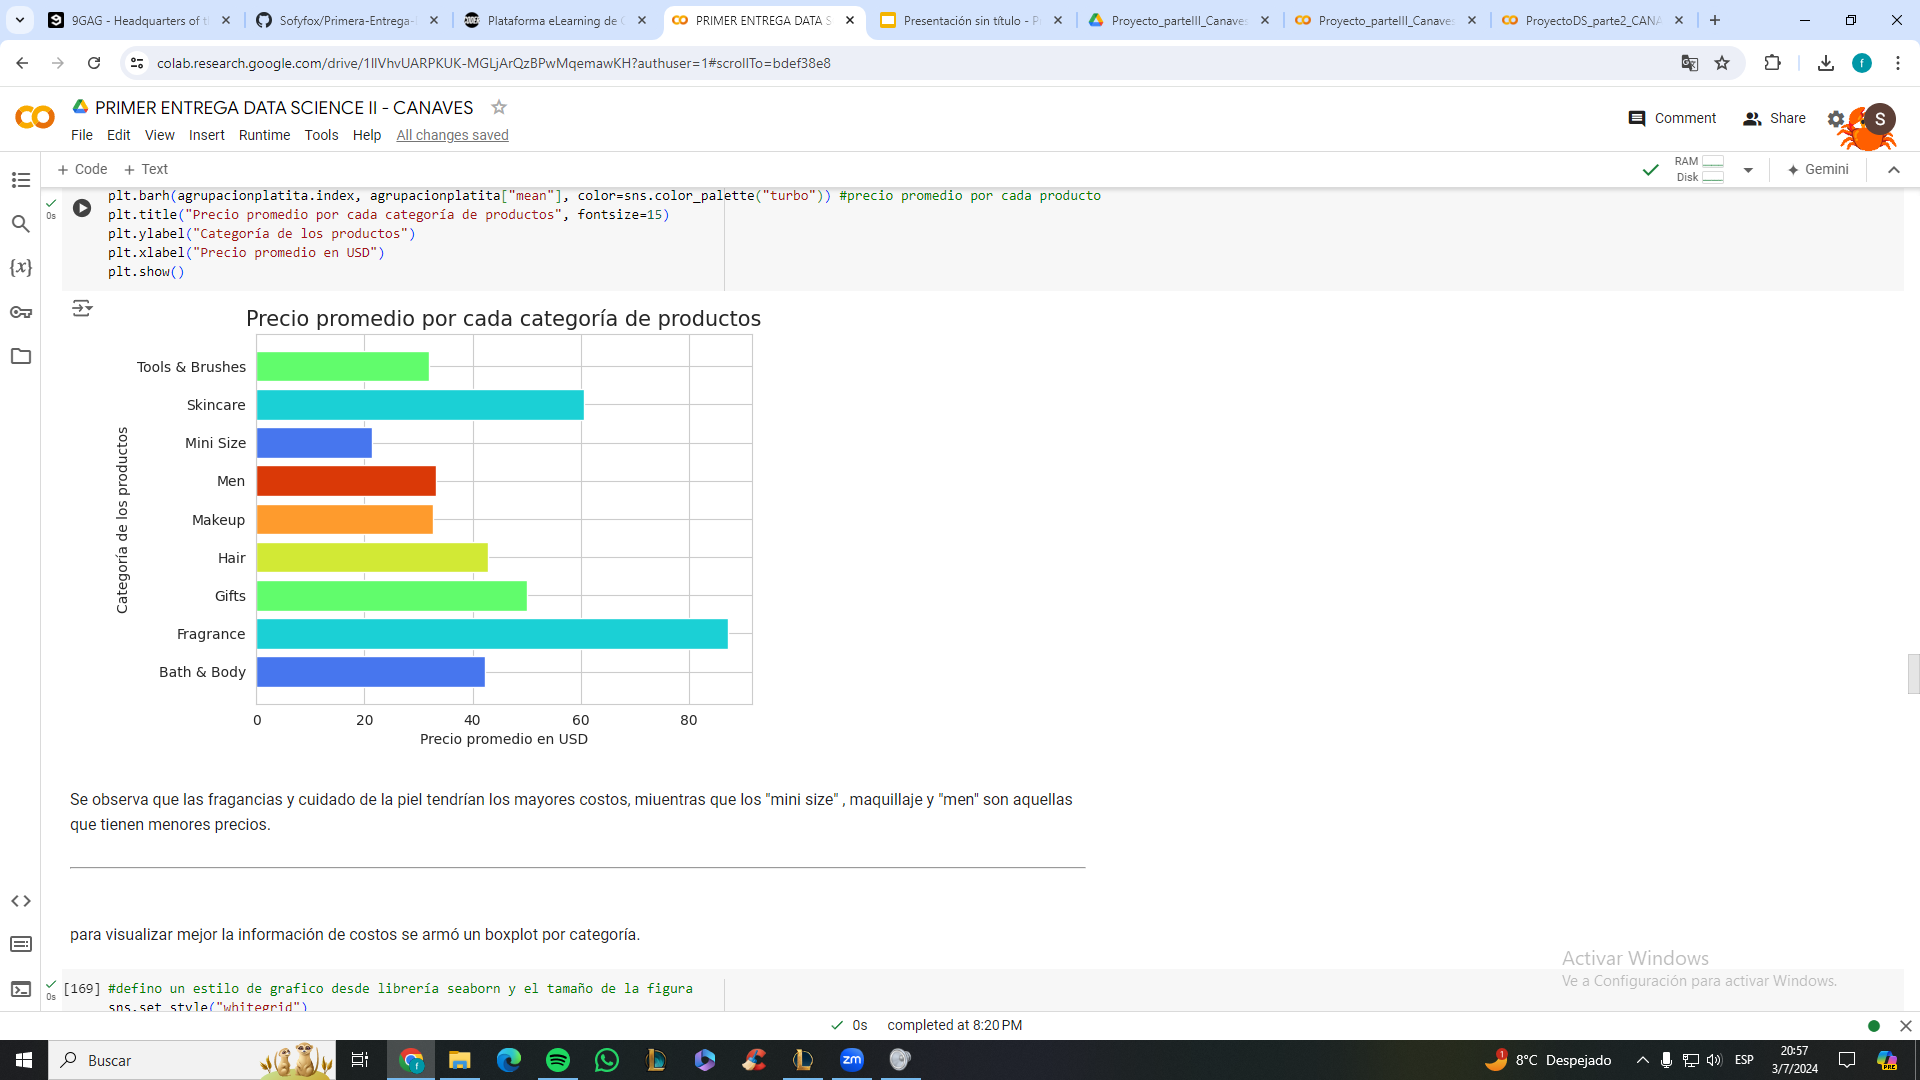 9GAG - Headquarters of t
Sofyfox/Primera-Entrega-
Plataforma eLearning de
PRIMER ENTREGA DATA S
Presentación sin título - P
Proyecto_parteIII_Canaves
Proyecto_parteIII_Canaves
ProyectoDS_parte2_CANA
colab.research.google.com/drive/1IIVhvUARPKUK-MGLjArQzBPwMqemawKH?authuser=1#scrollTo=bdef38e8
f
PRIMER ENTREGA DATA SCIENCE II - CANAVES
File Edit View Insert Runtime Tools Help All changes saved
Comment Share S
+ Code + Text
RAM
Disk
Gemini
0s
plt.barh(agrupacionplatita.index, agrupacionplatita["mean"], color=sns.color_palette("turbo")) #precio promedio por cada producto
plt.title("Precio promedio por cada categoría de productos", fontsize=15)
plt.ylabel("Categoría de los productos")
plt.xlabel("Precio promedio en USD")
plt.show()
Precio promedio por cada categoría de productos
Categoría de los productos
Tools & Brushes
Skincare
Mini Size
Men
Makeup
Hair
Gifts
Fragrance
Bath & Body
0 20 40 60 80
Precio promedio en USD
Se observa que las fragancias y cuidado de la piel tendrían los mayores costos, miuentras que los "mini size" , maquillaje y "men" son aquellas
que tienen menores precios.
para visualizar mejor la información de costos se armó un boxplot por categoría.
Activar Windows
Ve a Configuración para activar Windows.
0s
[169] #defino un estilo de grafico desde librería seaborn y el tamaño de la figura
sns.set_style("whitegrid")
0s completed at 8:20 PM
Buscar
zm
1
8°C Despejado
ESP
20:57
3/7/2024
PRE